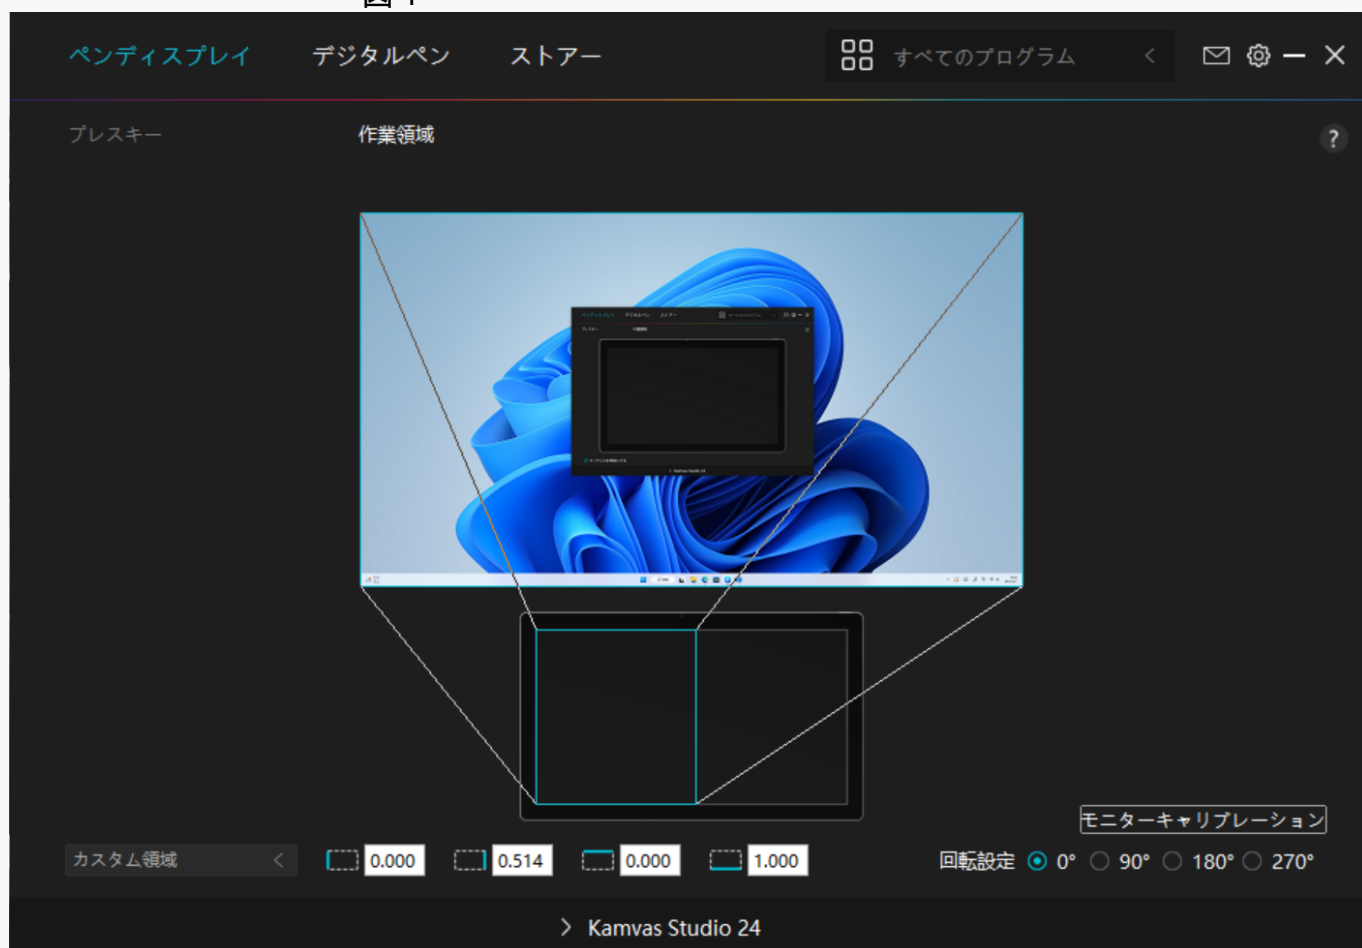 図 1
ペンディスプレイ デジタルペン ストアー すべてのプログラム
プレスキー 作業領域 ?
モニターキャリブレーション
カスタム領域 0.000 0.514 0.000 1.000 回転設定 0° 90° 180° 270°
Kamvas Studio 24